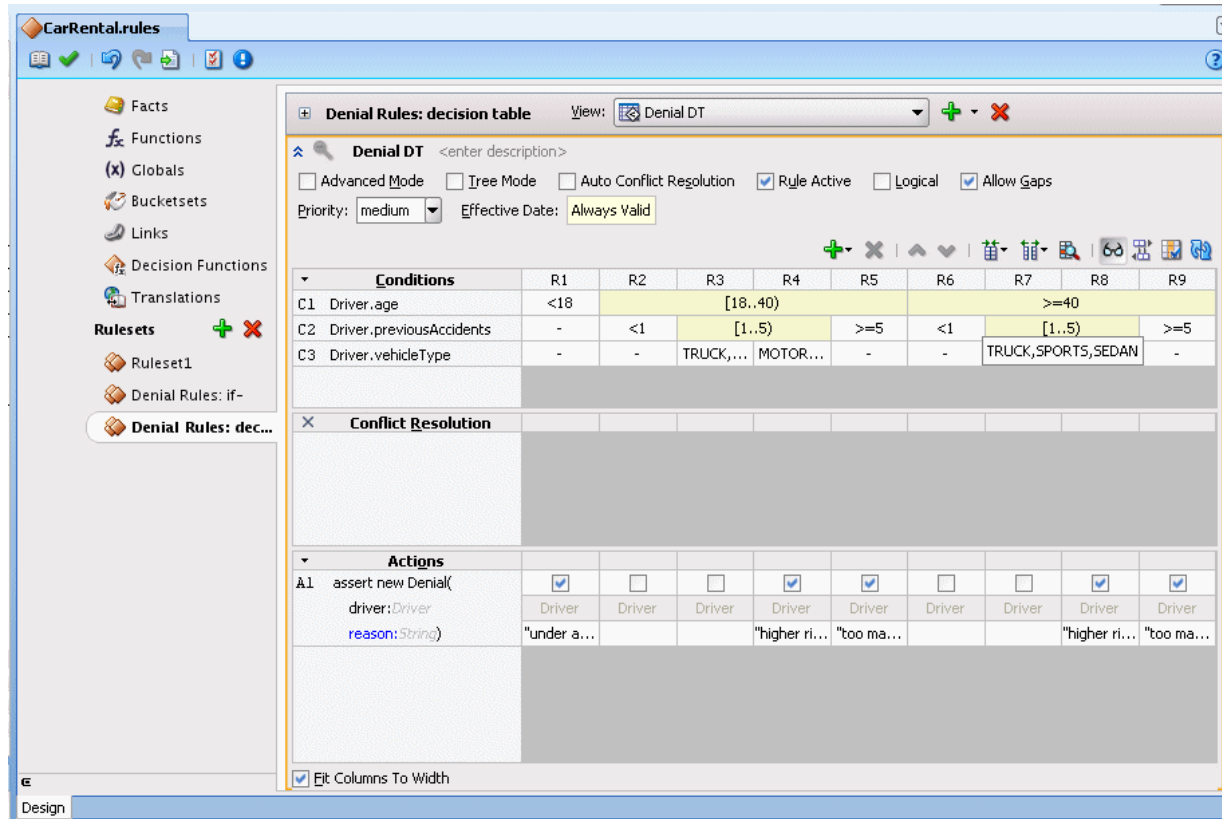 CarRental.rules
Facts
Functions
Globals
Bucketsets
Links
Decision Functions
Translations
Rulesets
Ruleset1
Denial Rules: if-
Denial Rules: dec...
Denial Rules: decision table View: Denial DT
Denial DT <enter description>
Advanced Mode Tree Mode Auto Conflict Resolution Rule Active Logical Allow Gaps
Priority: medium Effective Date: Always Valid
Conditions R1 R2 R3 R4 R5 R6 R7 R8 R9
C1 Driver.age <18 [18..40) >=40
C2 Driver.previousAccidents - <1 [1..5) >=5 <1 [1..5) >=5
C3 Driver.vehicleType - - TRUCK,... MOTOR... - - TRUCK,SPORTS,SEDAN -
Conflict Resolution
Actions
A1 assert new Denial(
driver:Driver Driver Driver Driver Driver Driver Driver Driver Driver Driver
reason:String) "under a... "higher ri... "too ma... "higher ri... "too ma...
Fit Columns To Width
Design